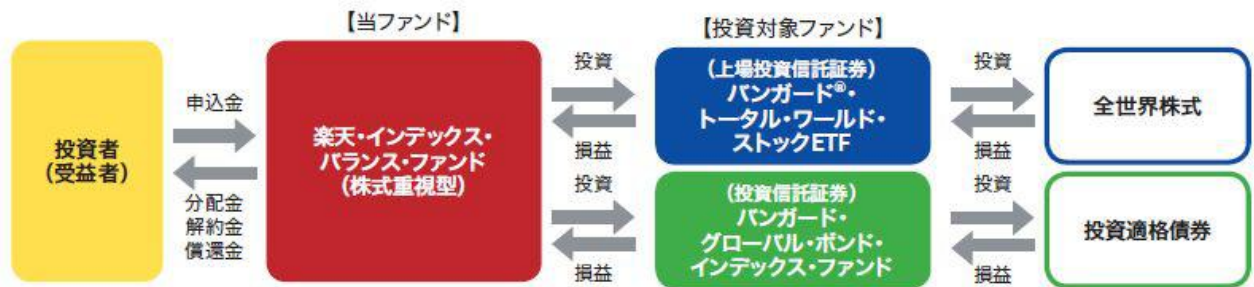 【当ファンド】
【投資対象ファンド】
投資者
(受益者)
申込金
分配金
解約金
償還金
楽天・インデックス・
バランス・ファンド
(株式重視型)
投資
損益
投資
損益
(上場投資信託証券)
バンガード®・
トータル・ワールド・
ストックETF
(投資信託証券)
バンガード・
グローバル・ボンド・
インデックス・ファンド
投資
損益
投資
損益
全世界株式
投資適格債券